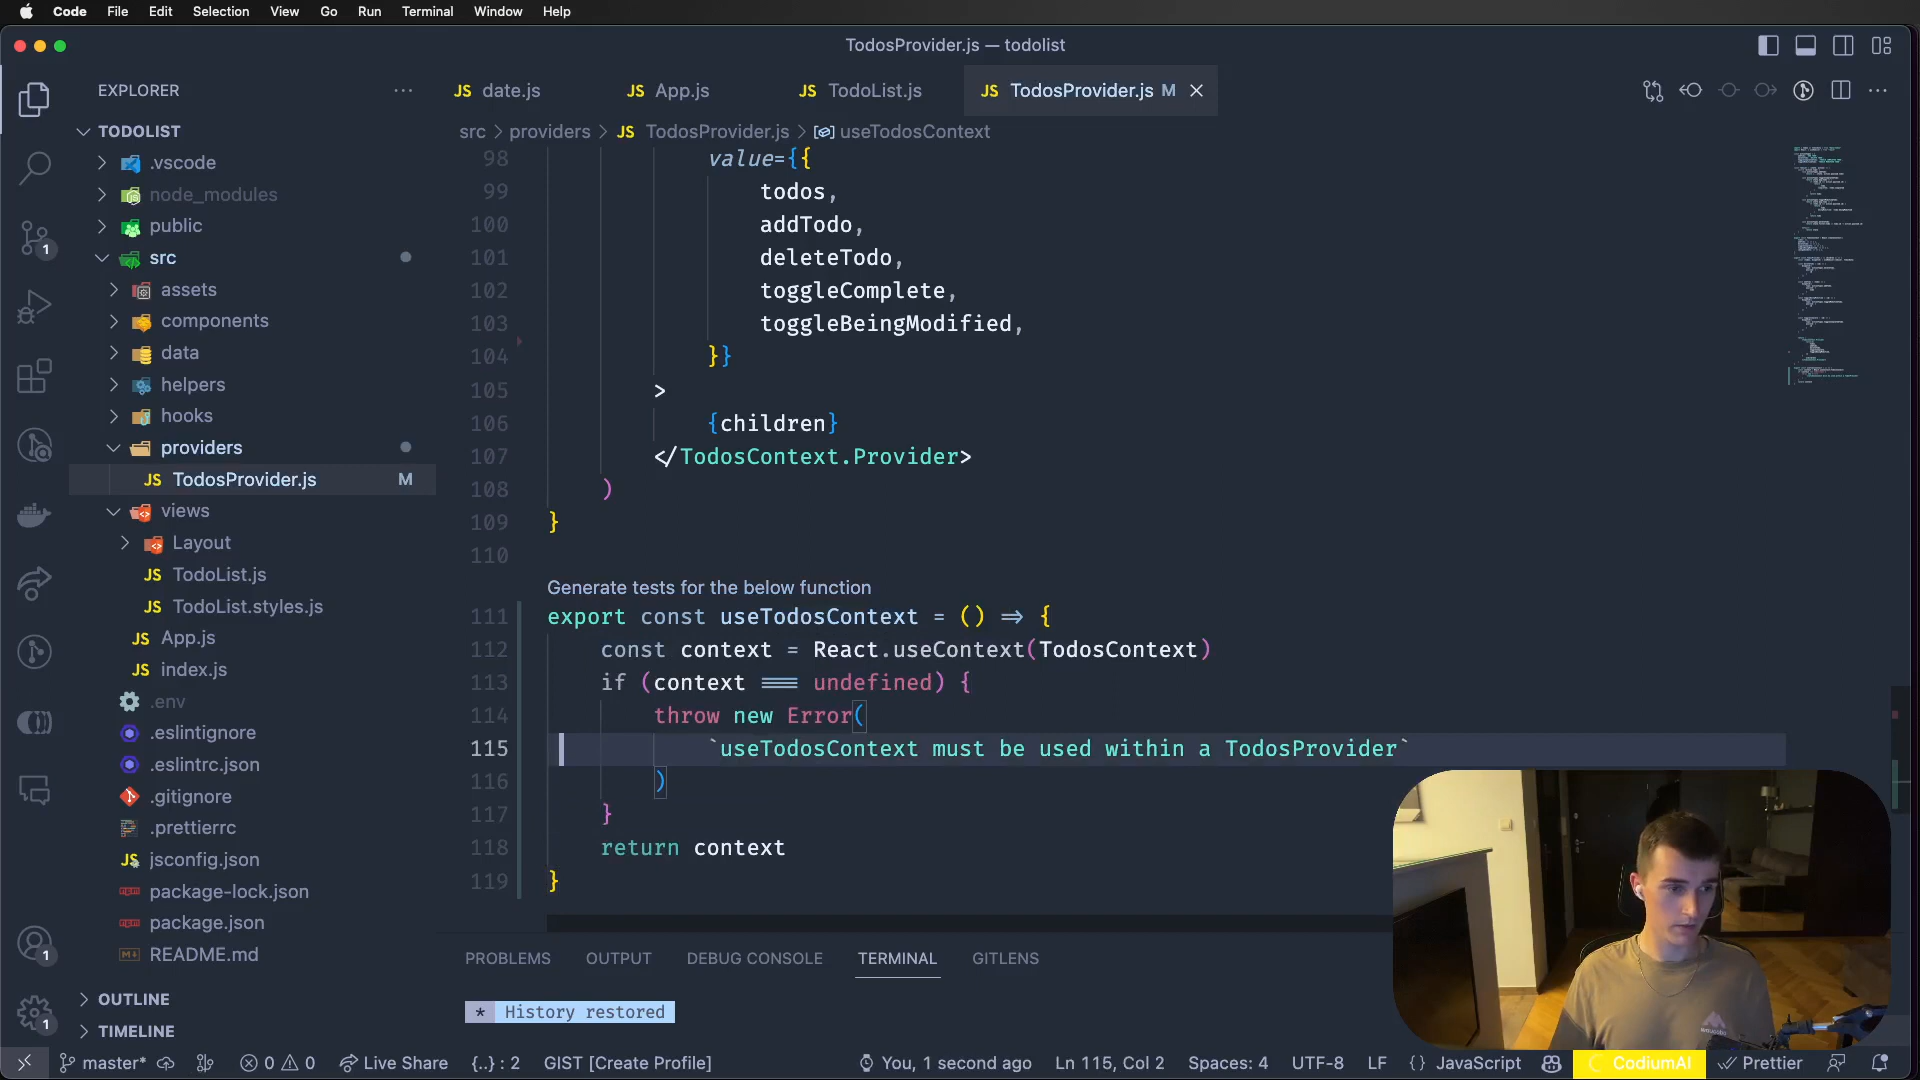 Code File Edit Selection View Go Run Terminal Window Help
TodosProvider.js — todolist
EXPLORER
TODOLIST
.vscode
node_modules
public
src
assets
components
data
helpers
hooks
providers
TodosProvider.js M
views
Layout
TodoList.js
TodoList.styles.js
App.js
index.js
.env
.eslintignore
.eslintrc.json
.gitignore
.prettierrc
jsconfig.json
package-lock.json
package.json
README.md
OUTLINE
TIMELINE
1
1
1
JS date.js JS App.js JS TodoList.js JS TodosProvider.js M
src > providers > JS TodosProvider.js > useTodosContext
98 value={{
99 todos,
100 addTodo,
101 deleteTodo,
102 toggleComplete,
103 toggleBeingModified,
104 }}
105 >
106 {children}
107 </TodosContext.Provider>
108 )
109 }
110
Generate tests for the below function
111 export const useTodosContext = () => {
112 const context = React.useContext(TodosContext)
113 if (context === undefined) {
114 throw new Error(
115 `useTodosContext must be used within a TodosProvider`
116 )
117 }
118 return context
119 }
PROBLEMS OUTPUT DEBUG CONSOLE TERMINAL GITLENS
* History restored
master* 0 0 Live Share {..} : 2 GIST [Create Profile] You, 1 second ago Ln 115, Col 2 Spaces: 4 UTF-8 LF {} JavaScript CodiumAI Prettier